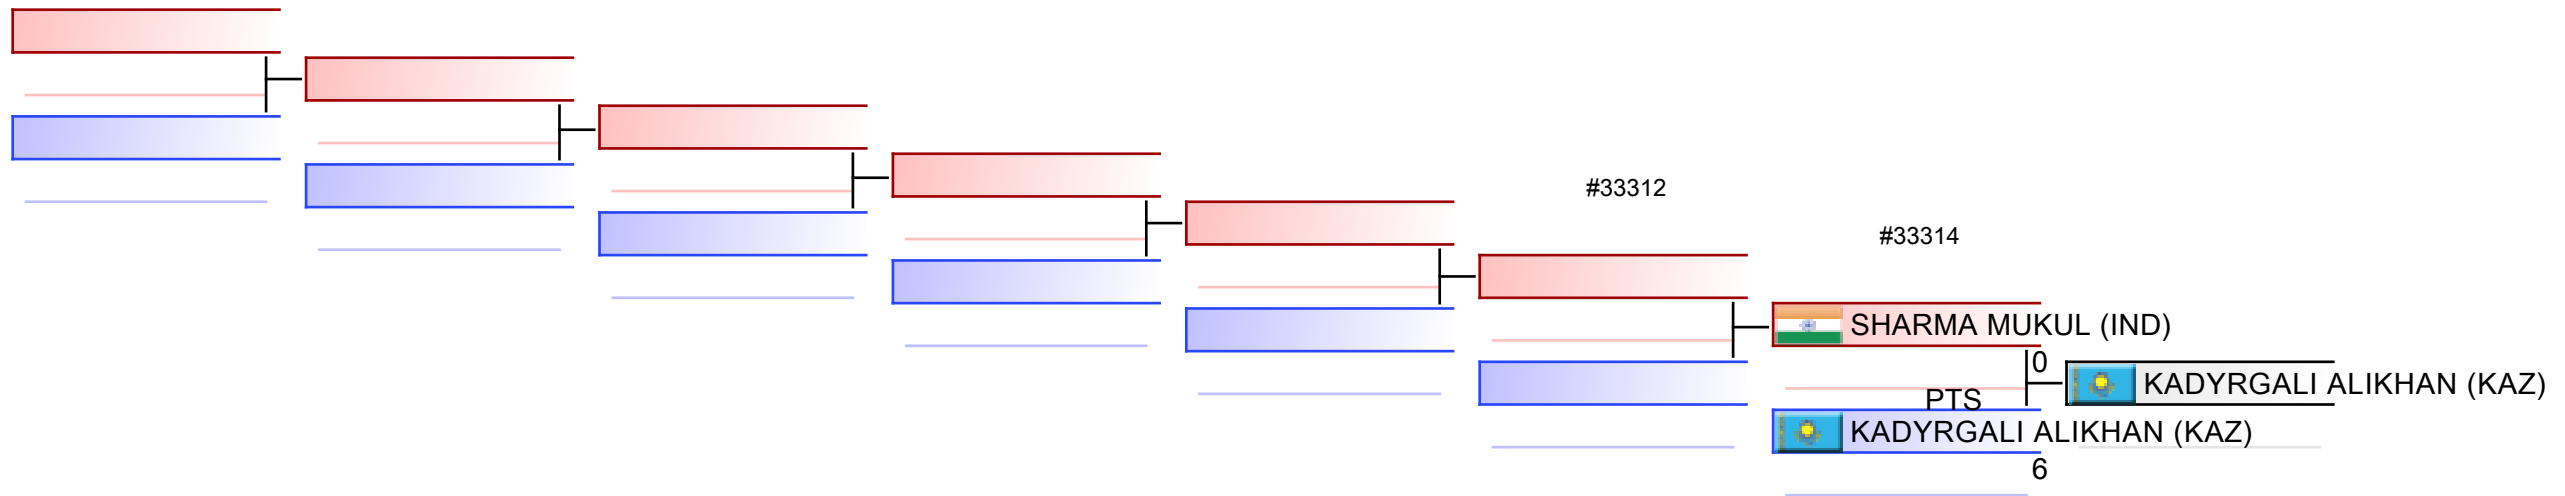 #33312
#33314
SHARMA MUKUL (IND)
0
KADYRGALI ALIKHAN (KAZ)
PTS
KADYRGALI ALIKHAN (KAZ)
6